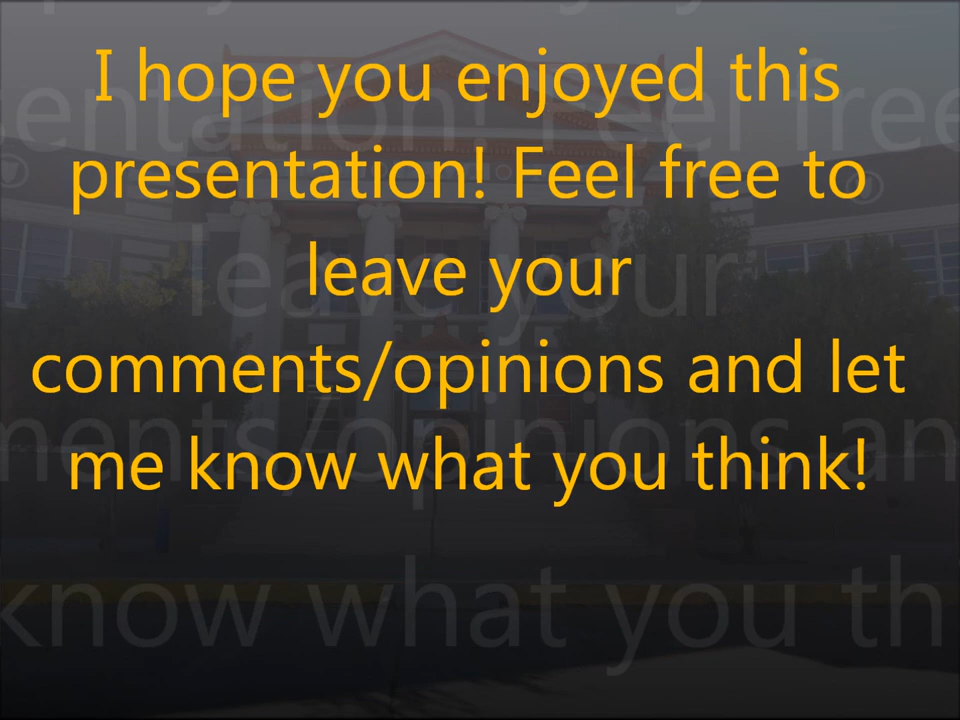 I hope you enjoyed this
presentation! Feel free to
leave your
comments/opinions and let
me know what you think!